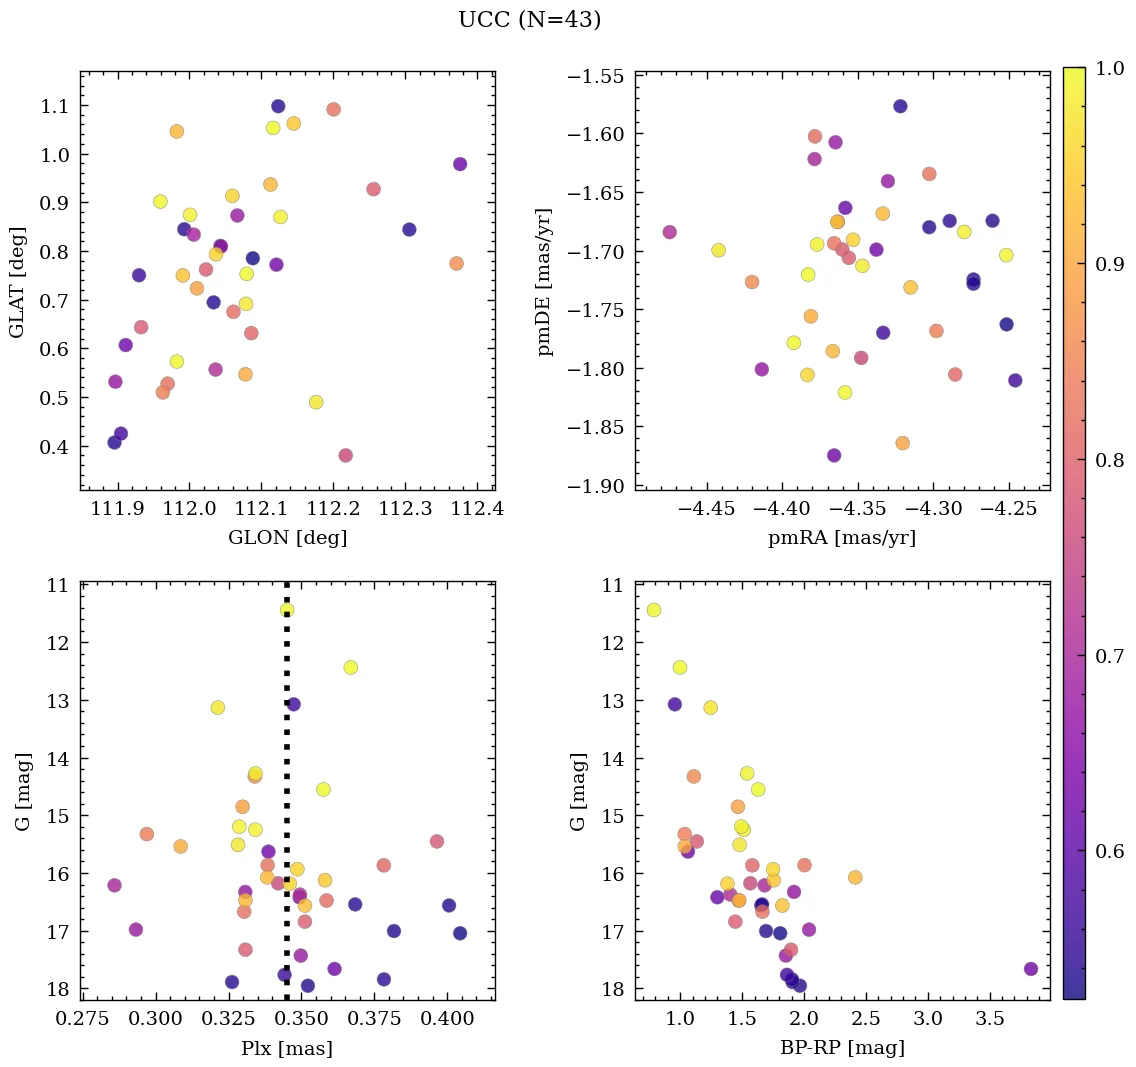 UCC (N=43)
1.1
1.0
0.9
0.8
0.7
0.6
0.5
0.4
GLAT [deg]
111.9 112.0 112.1 112.2 112.3 112.4
GLON [deg]
−1.55
−1.60
−1.65
−1.70
−1.75
−1.80
−1.85
−1.90
pmDE [mas/yr]
−4.45 −4.40 −4.35 −4.30 −4.25
pmRA [mas/yr]
11
12
13
14
15
16
17
18
G [mag]
0.275 0.300 0.325 0.350 0.375 0.400
Plx [mas]
11
12
13
14
15
16
17
18
G [mag]
1.0 1.5 2.0 2.5 3.0 3.5
BP-RP [mag]
1.0
0.9
0.8
0.7
0.6